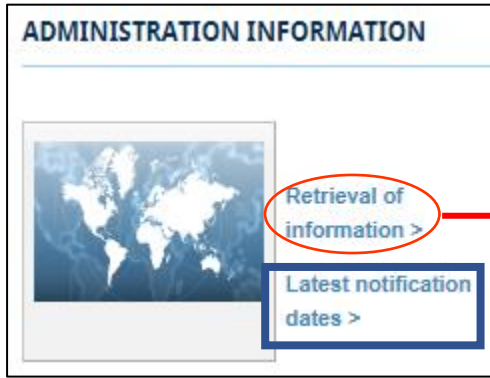 ADMINISTRATION INFORMATION
Retrieval of
information >
Latest notification
dates >